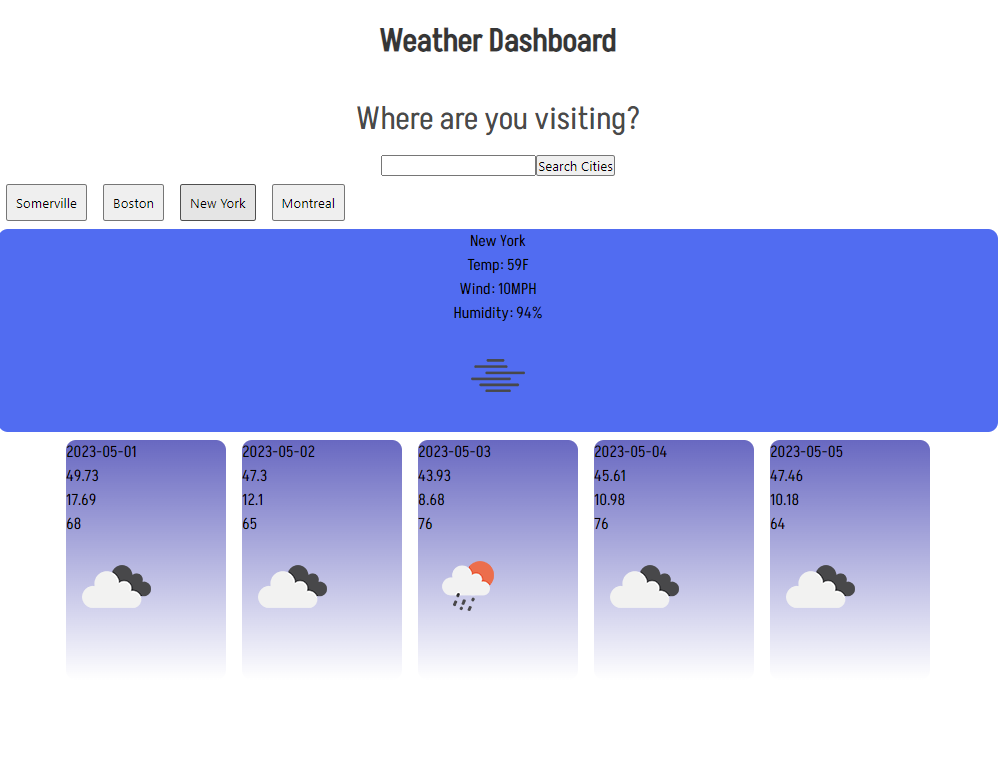 Weather Dashboard
Where are you visiting?
Search Cities
Somerville Boston New York Montreal
New York
Temp: 59F
Wind: 10MPH
Humidity: 94%
2023-05-01 2023-05-02 2023-05-03 2023-05-04 2023-05-05
49.73 47.3 43.93 45.61 47.46
17.69 12.1 8.68 10.98 10.18
68 65 76 76 64